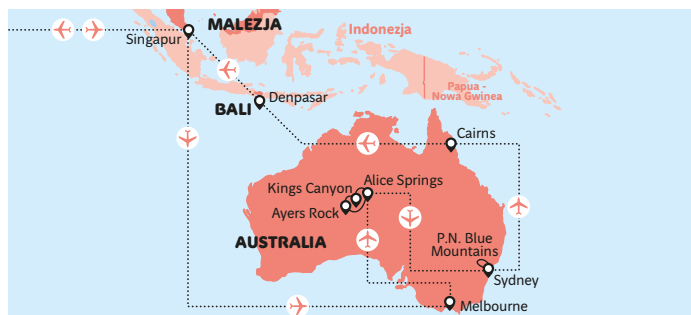 MALEZJA
Singapur
Indonezja
Papua -
Nowa Gwinea
Denpasar
BALI
Cairns
Kings Canyon
Alice Springs
Ayers Rock
AUSTRALIA
P.N. Blue
Mountains
Sydney
Melbourne